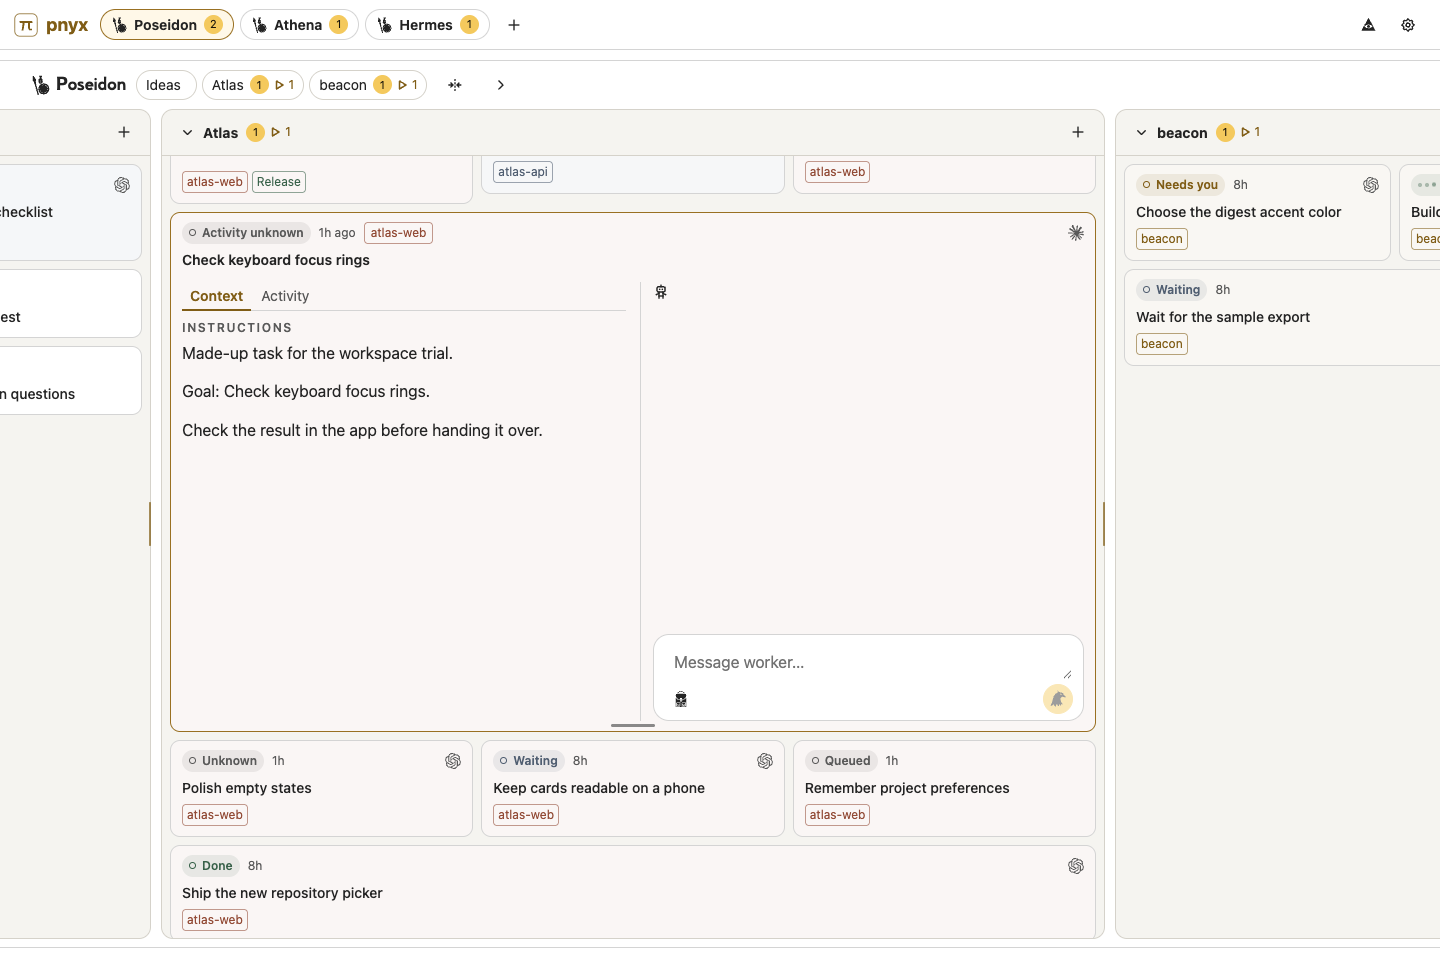 π pnyx Poseidon 2 Athena 1 Hermes 1 +
Poseidon Ideas Atlas 1 1 beacon 1 1
Atlas 1 1
beacon 1 1
checklist
est
n questions
atlas-web Release
atlas-api
atlas-web
Activity unknown 1h ago atlas-web
Check keyboard focus rings
Context Activity
INSTRUCTIONS
Made-up task for the workspace trial.
Goal: Check keyboard focus rings.
Check the result in the app before handing it over.
Message worker...
Unknown 1h
Polish empty states
atlas-web
Waiting 8h
Keep cards readable on a phone
atlas-web
Queued 1h
Remember project preferences
atlas-web
Done 8h
Ship the new repository picker
atlas-web
Needs you 8h
Choose the digest accent color
beacon
Build
beac
Waiting 8h
Wait for the sample export
beacon